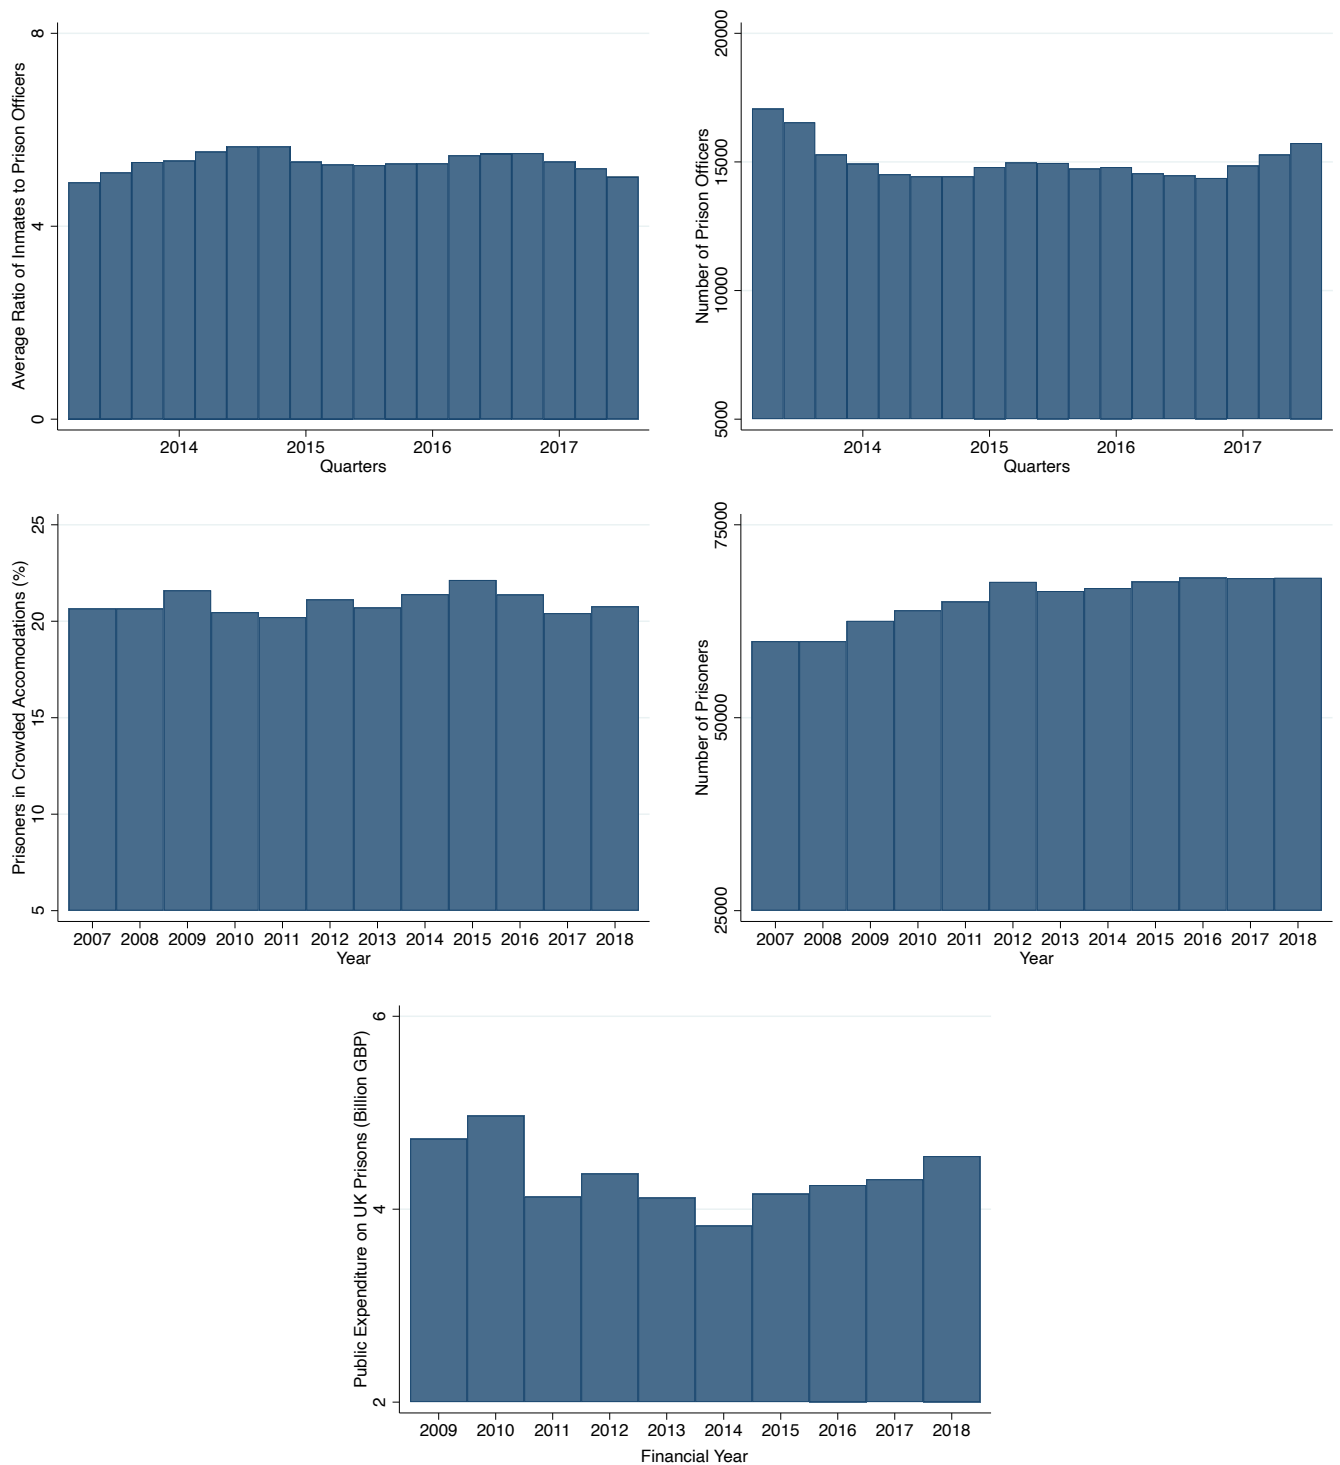 Average Ratio of Inmates to Prison Officers
8
4
0
2014 2015 2016 2017
Quarters
Number of Prison Officers
20000
15000
10000
5000
2014 2015 2016 2017
Quarters
Prisoners in Crowded Accomodations (%)
25
20
15
10
5
2007 2008 2009 2010 2011 2012 2013 2014 2015 2016 2017 2018
Year
Number of Prisoners
75000
50000
25000
2007 2008 2009 2010 2011 2012 2013 2014 2015 2016 2017 2018
Year
Public Expenditure on UK Prisons (Billion GBP)
6
4
2
2009 2010 2011 2012 2013 2014 2015 2016 2017 2018
Financial Year